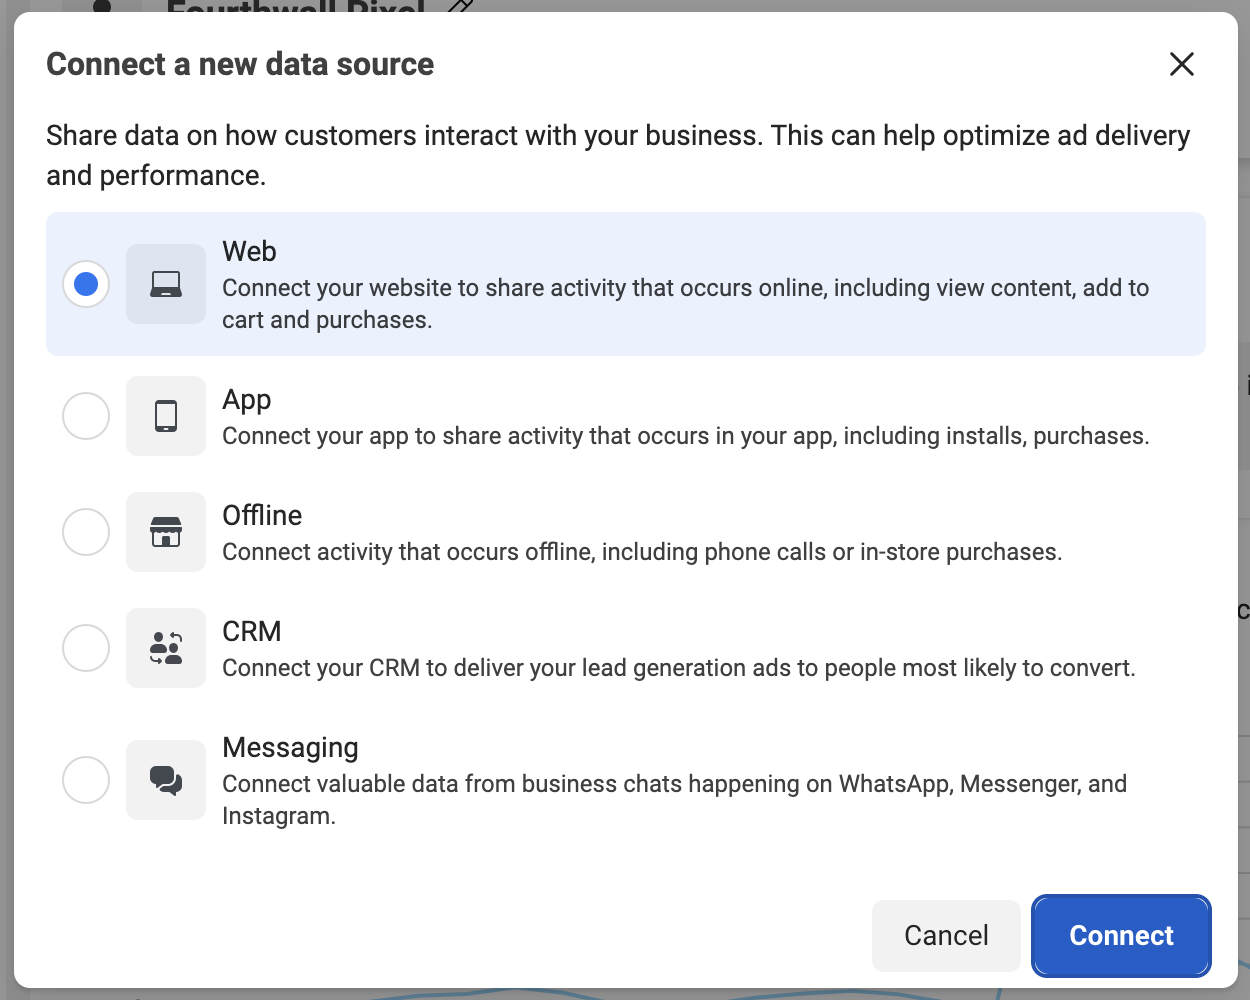 Fourthwall Pixel
Connect a new data source
Share data on how customers interact with your business. This can help optimize ad delivery
and performance.
Web
Connect your website to share activity that occurs online, including view content, add to
cart and purchases.
App
Connect your app to share activity that occurs in your app, including installs, purchases.
Offline
Connect activity that occurs offline, including phone calls or in-store purchases.
CRM
Connect your CRM to deliver your lead generation ads to people most likely to convert.
Messaging
Connect valuable data from business chats happening on WhatsApp, Messenger, and
Instagram.
Cancel
Connect